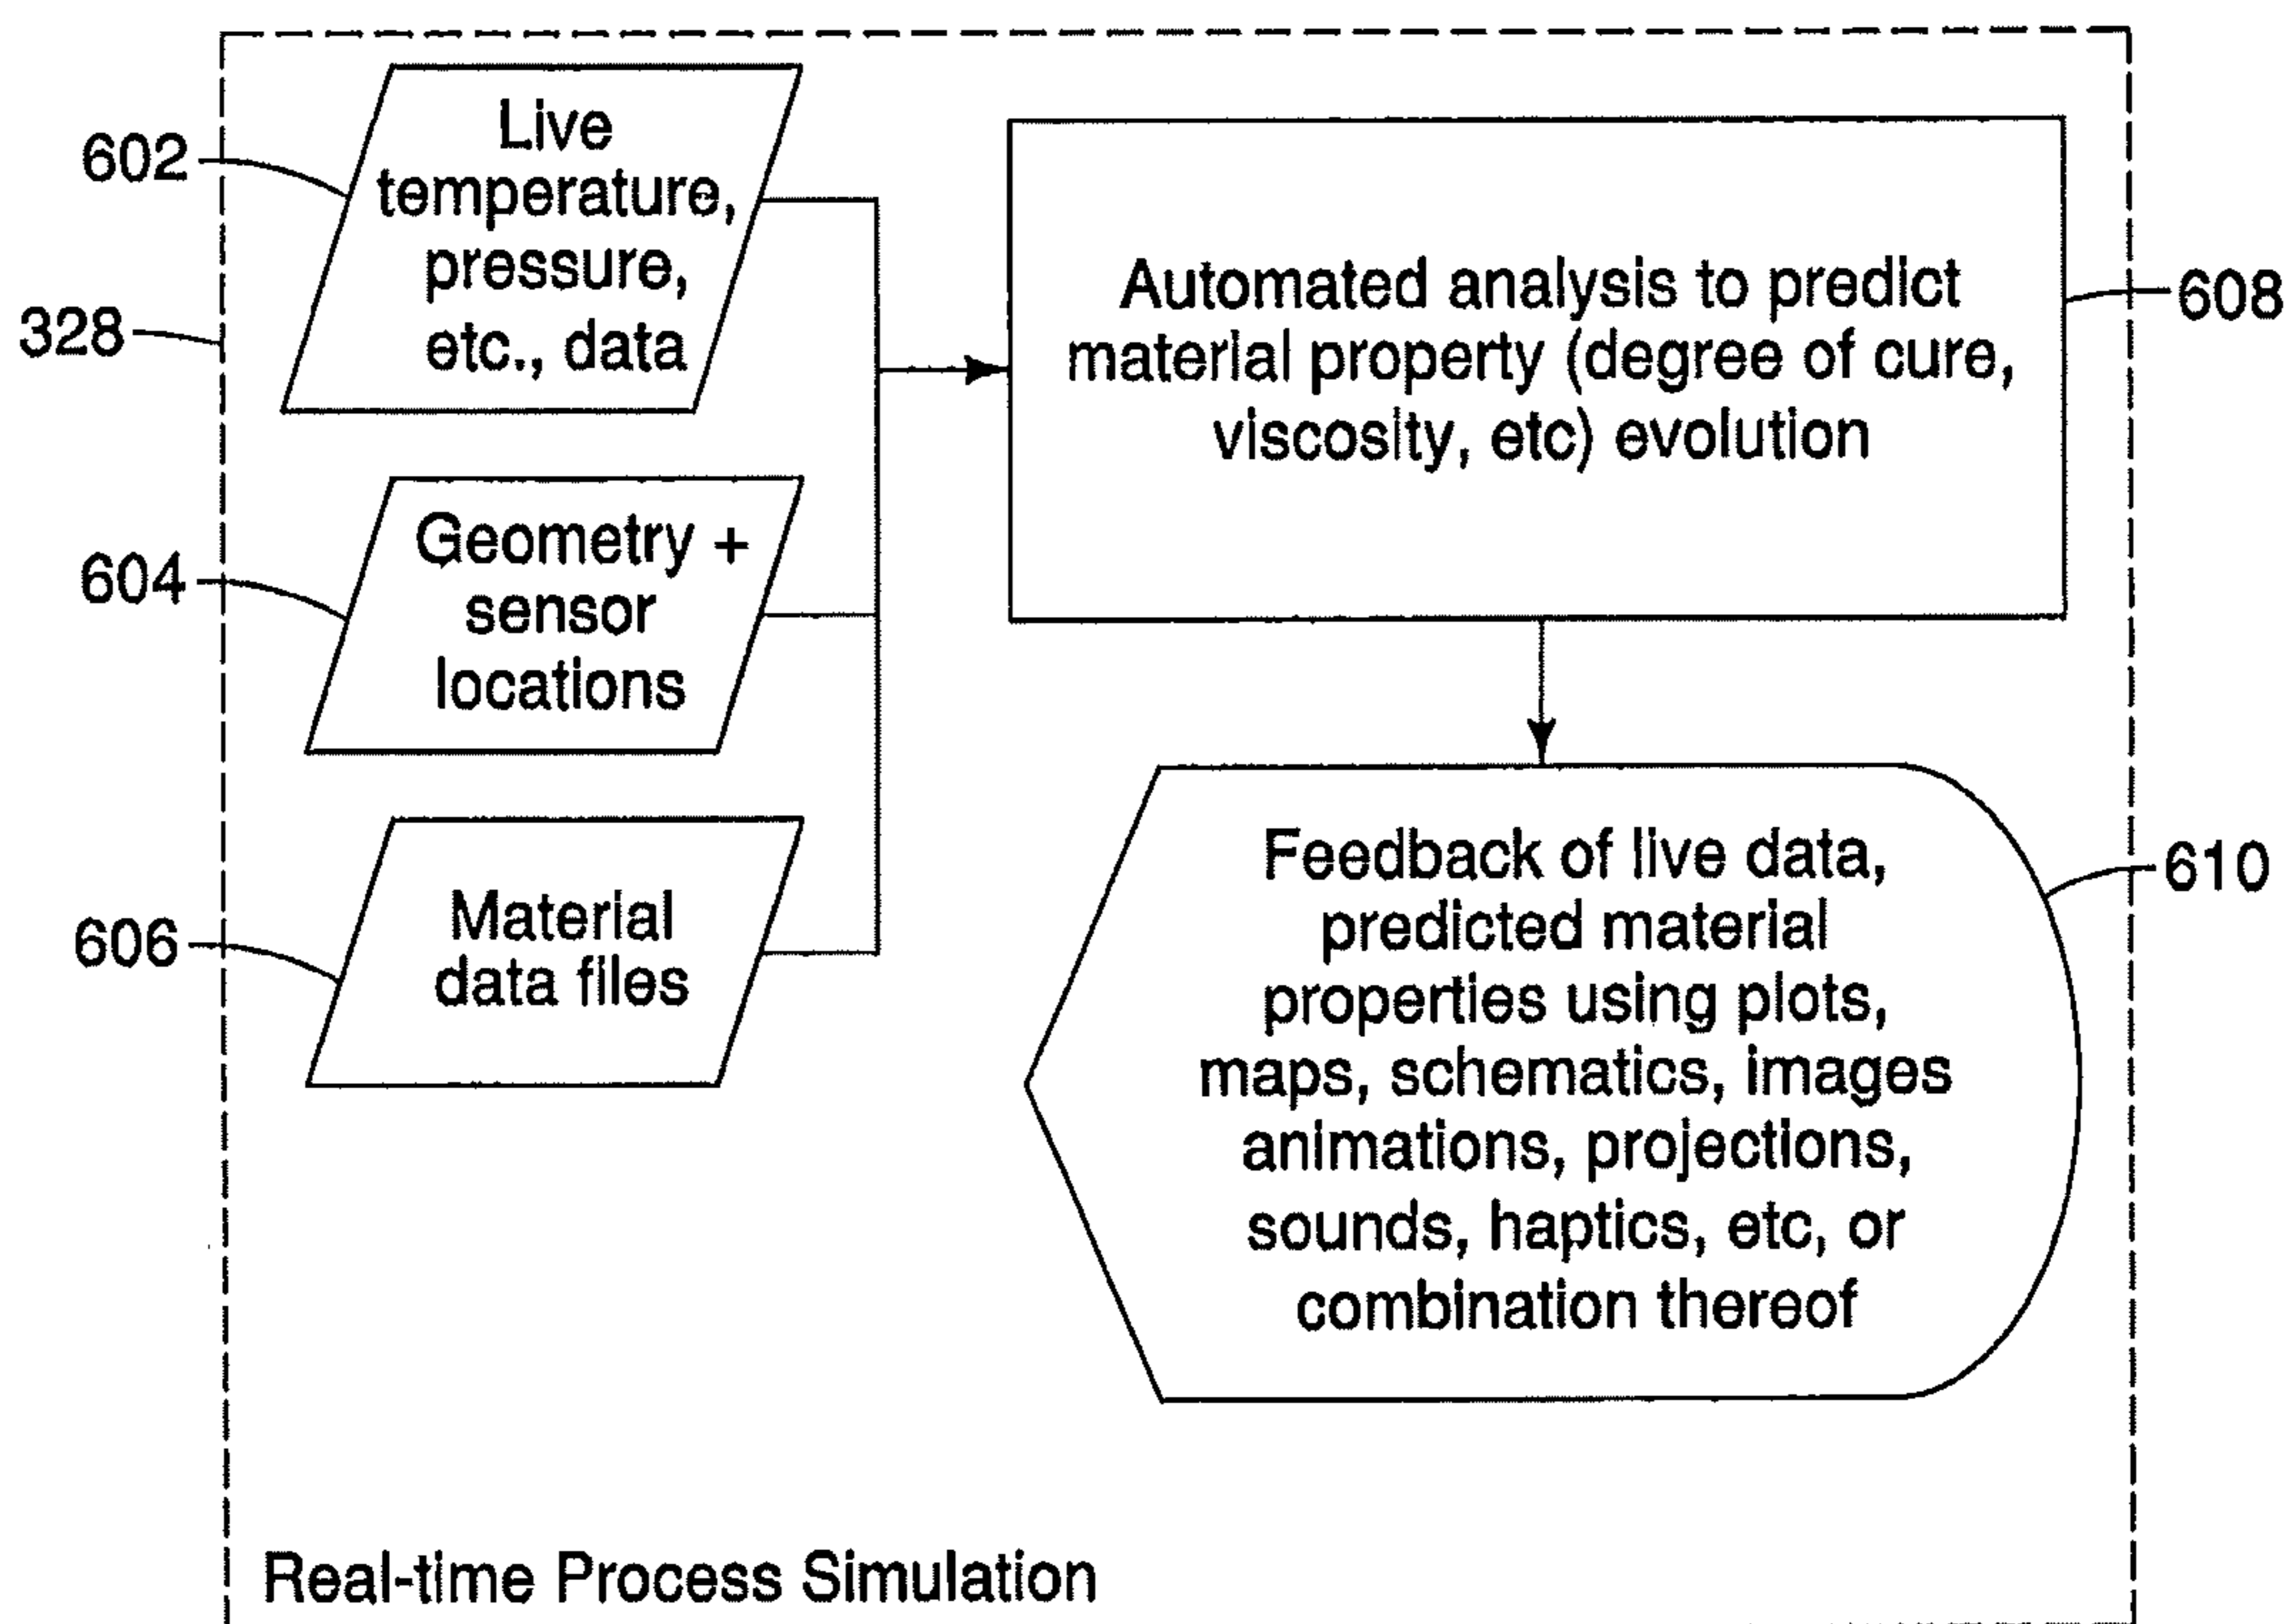 602
Live
temperature,
pressure,
etc., data
328
604
Geometry +
sensor
locations
606
Material
data files
Automated analysis to predict
material property (degree of cure,
viscosity, etc) evolution
608
Feedback of live data,
predicted material
properties using plots,
maps, schematics, images
animations, projections,
sounds, haptics, etc, or
combination thereof
610
Real-time Process Simulation